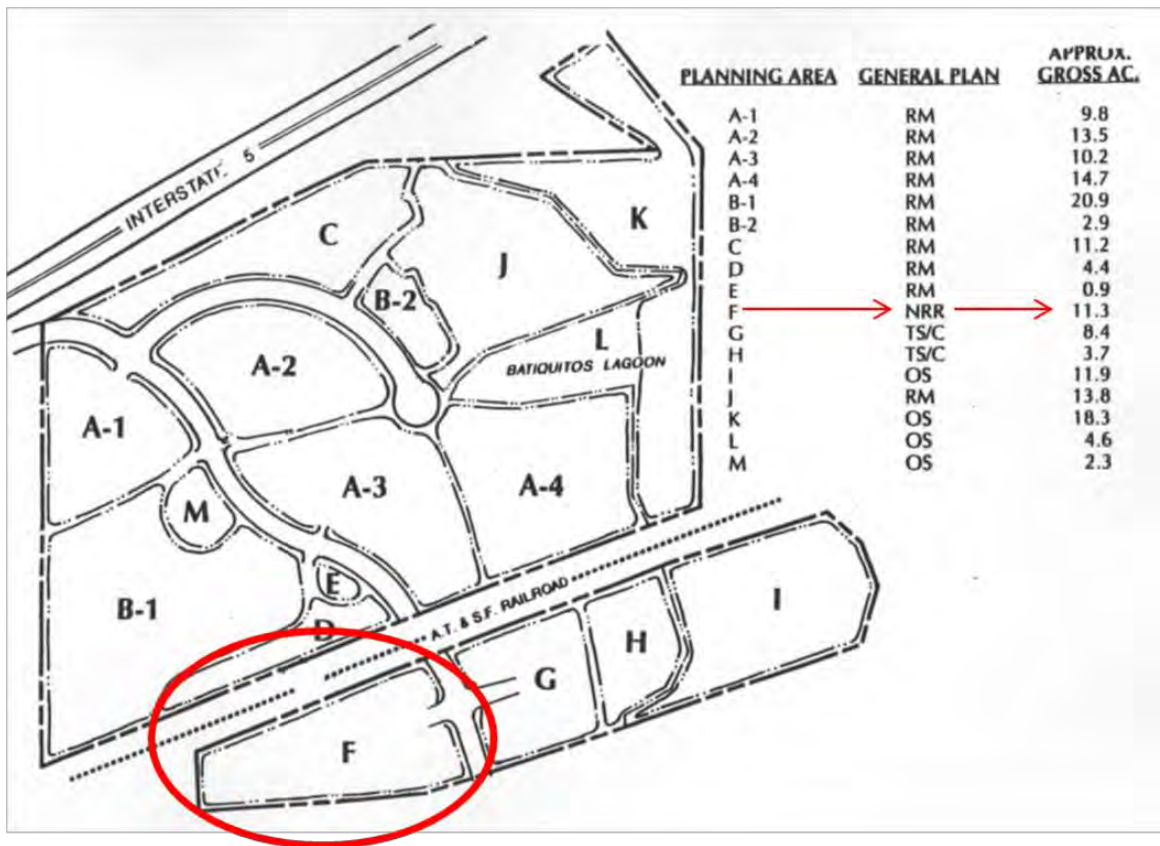 APPROX.
PLANNING AREA GENERAL PLAN GROSS AC.
A-1 RM 9.8
A-2 RM 13.5
A-3 RM 10.2
A-4 RM 14.7
B-1 RM 20.9
B-2 RM 2.9
C RM 11.2
D RM 4.4
E RM 0.9
F NRR 11.3
G TS/C 8.4
H TS/C 3.7
I OS 11.9
J RM 13.8
K OS 18.3
L OS 4.6
M OS 2.3
INTERSTATE 5
C
K
J
B-2
L
BATIQUITOS LAGOON
A-2
A-1
A-3
A-4
M
E
B-1
D
A.T. & S.F. RAILROAD
I
H
G
F